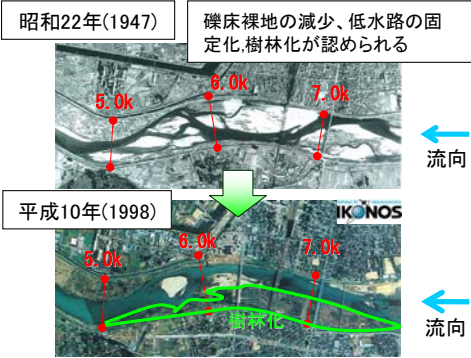 昭和22年(1947)
礫床裸地の減少、低水路の固
定化,樹林化が認められる
5.0k
6.0k
7.0k
流向
平成10年(1998)
IKONOS
5.0k
6.0k
7.0k
樹林化
流向